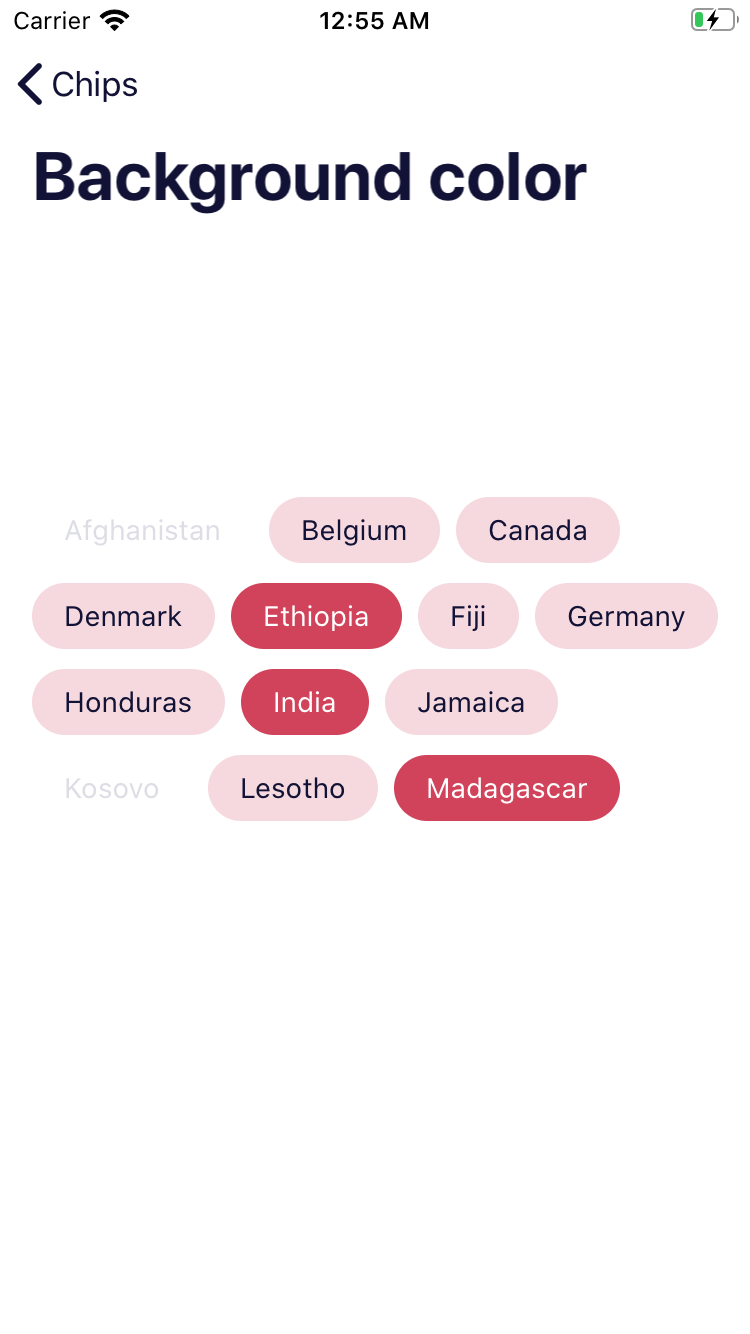 Carrier 12:55 AM
Chips
Background color
Afghanistan Belgium Canada
Denmark Ethiopia Fiji Germany
Honduras India Jamaica
Kosovo Lesotho Madagascar